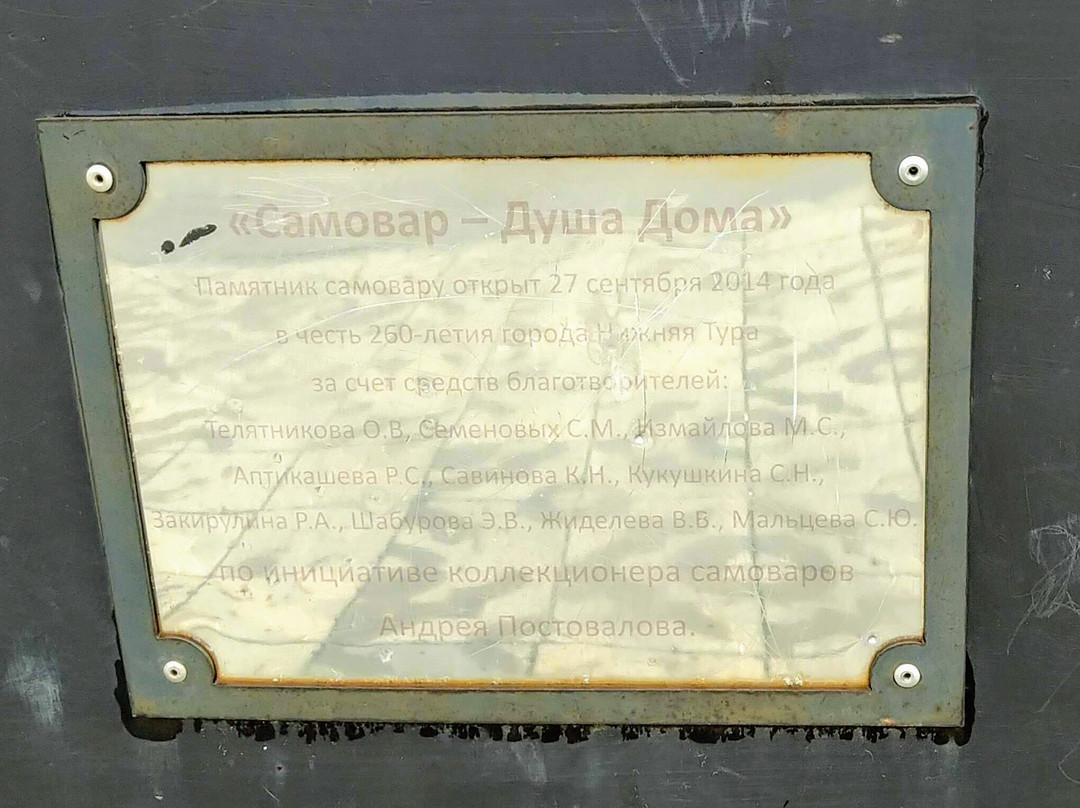 «Самовар – Душа Дома»
Памятник самовару открыт 27 сентября 2014 года
в честь 260-летия города Нижняя Тура
за счет средств благотворителей:
Телятникова О.В, Семеновых С.М., Измайлова М.С.,
Аптикашева Р.С., Савинова К.Н., Кукушкина С.Н.,
Закирулина Р.А., Шабурова Э.В., Жиделева В.В., Мальцева С.Ю.
по инициативе коллекционера самоваров
Андрея Постовалова.